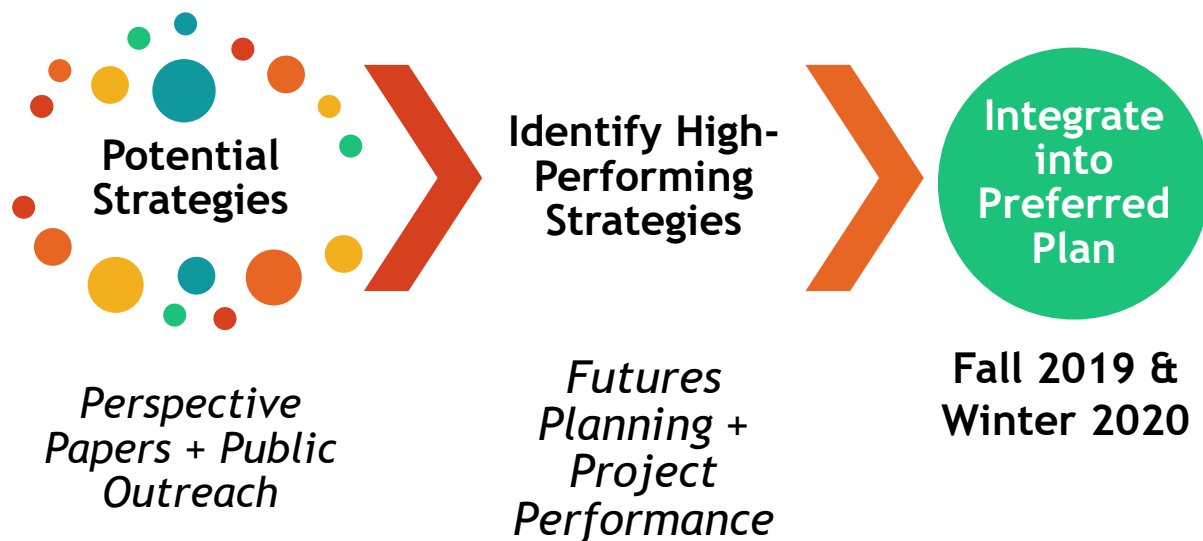 Potential
Strategies
Perspective
Papers + Public
Outreach
Identify High-
Performing
Strategies
Futures
Planning +
Project
Performance
Integrate
into
Preferred
Plan
Fall 2019 &
Winter 2020